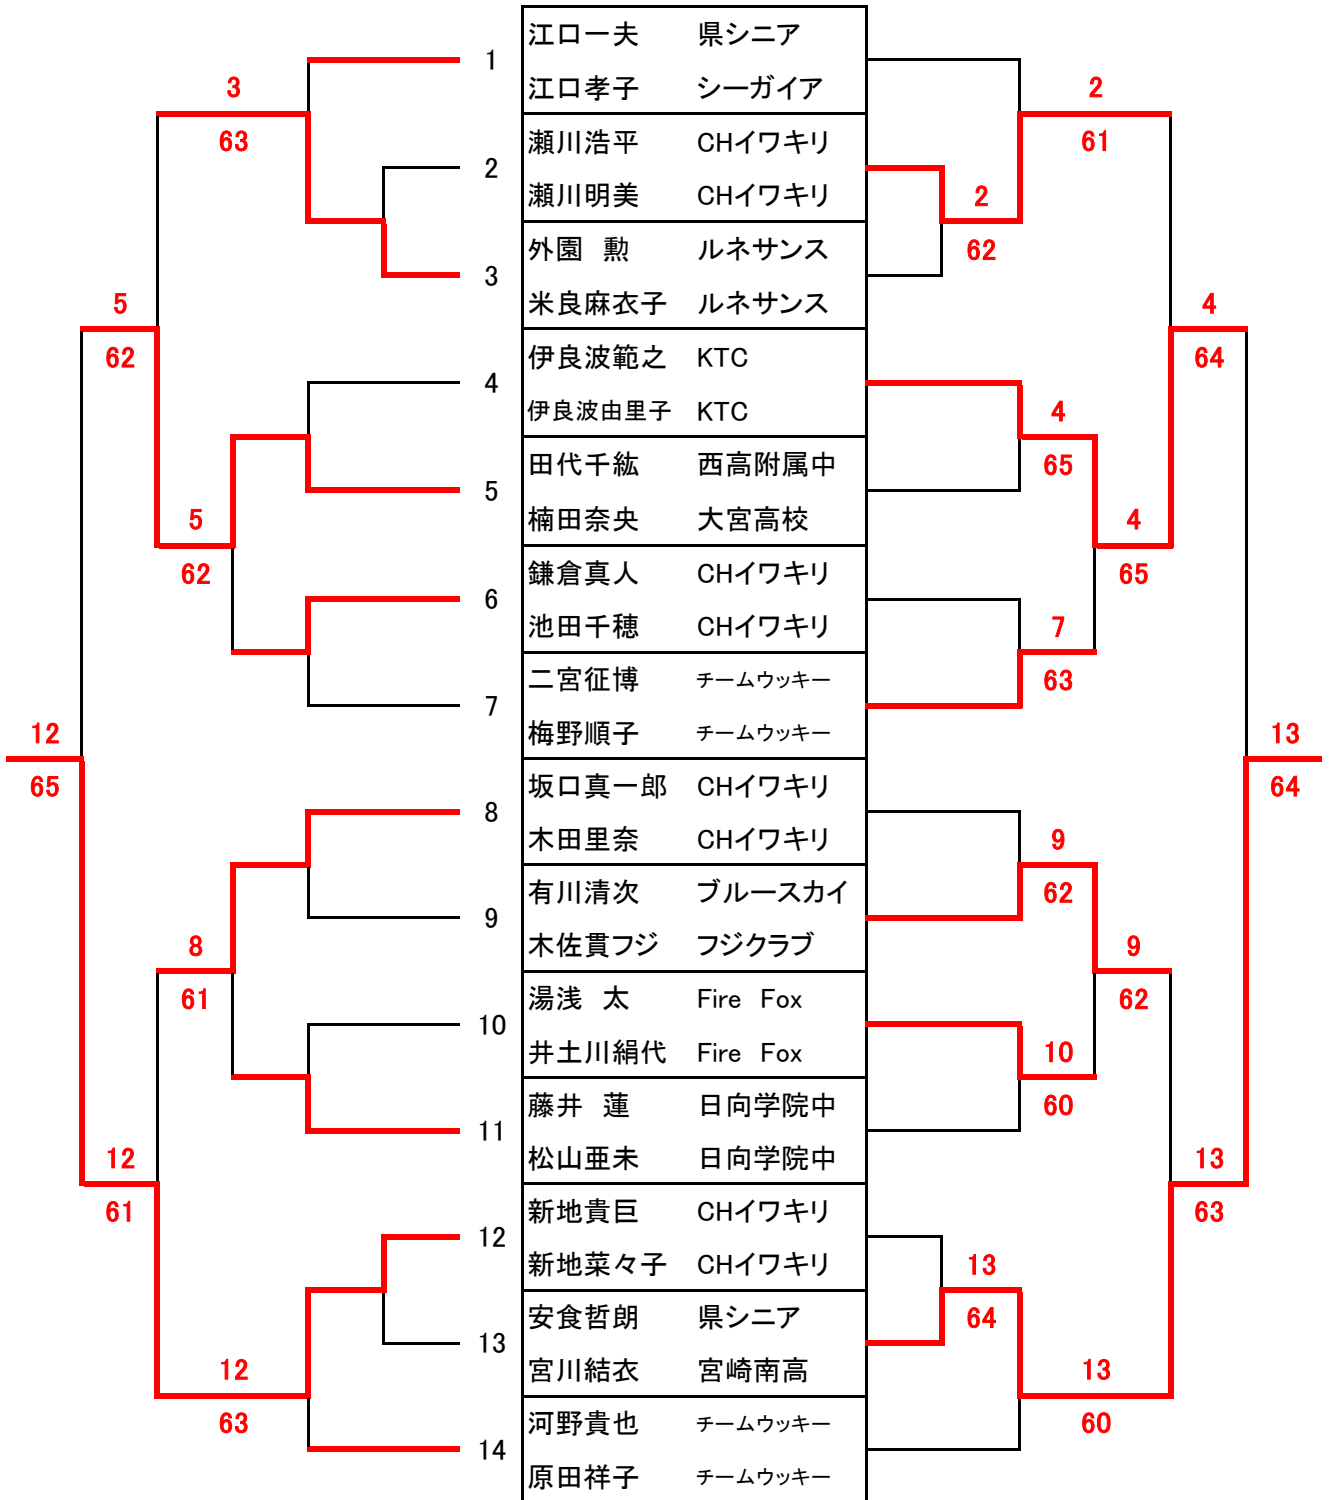 江口一夫 県シニア
1
江口孝子 シーガイア
3 2
63 61
瀬川浩平 CHイワキリ
2
瀬川明美 CHイワキリ
2
62
外園 勲 ルネサンス
3
米良麻衣子 ルネサンス
5 4
62 64
伊良波範之 KTC
4
伊良波由里子 KTC
4
65
田代千紘 西高附属中
5
楠田奈央 大宮高校
5 4
62 65
鎌倉真人 CHイワキリ
6
池田千穂 CHイワキリ
7
63
二宮征博 チームウッキー
7
梅野順子 チームウッキー
12 13
65 64
坂口真一郎 CHイワキリ
8
木田里奈 CHイワキリ
9
62
有川清次 ブルースカイ
9
木佐貫フジ フジクラブ
8 9
61 62
湯浅 太 Fire Fox
10
井土川絹代 Fire Fox
10
60
藤井 蓮 日向学院中
11
松山亜未 日向学院中
12 13
61 63
新地貴巨 CHイワキリ
12
新地菜々子 CHイワキリ
13
64
安食哲朗 県シニア
13
宮川結衣 宮崎南高
12 13
63 60
河野貴也 チームウッキー
14
原田祥子 チームウッキー